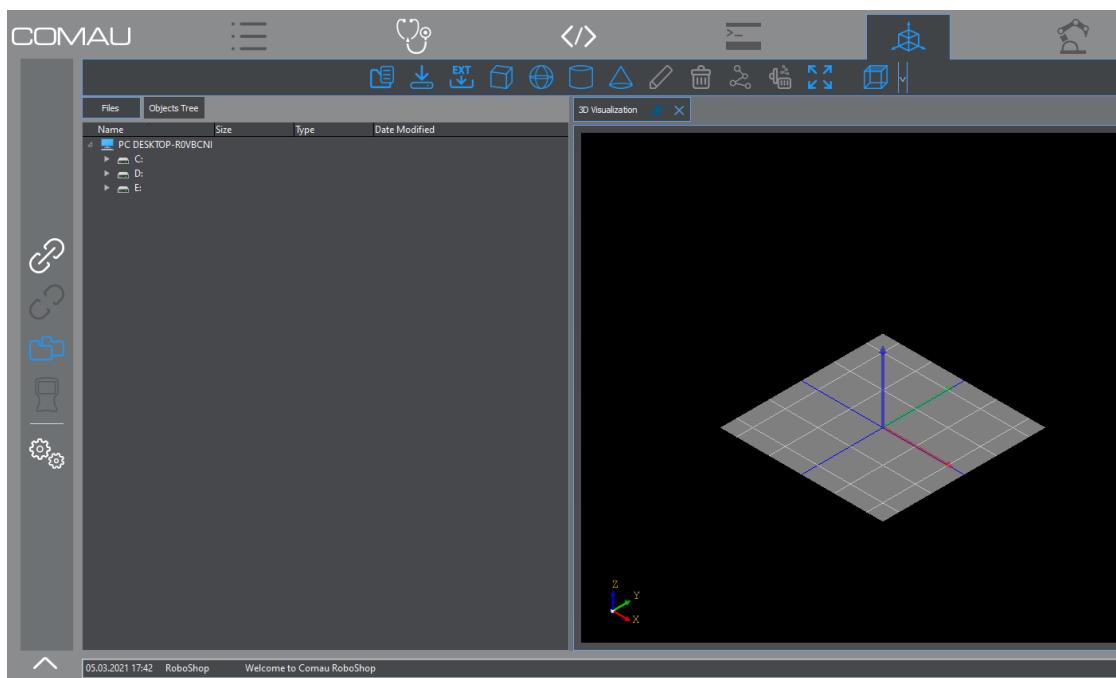 COMAU
</>
>_
EXT
Files Objects Tree
3D Visualization
Name Size Type Date Modified
PC DESKTOP-R0VBCNI
C:
D:
E:
Z
Y
X
05.03.2021 17:42 RoboShop Welcome to Comau RoboShop